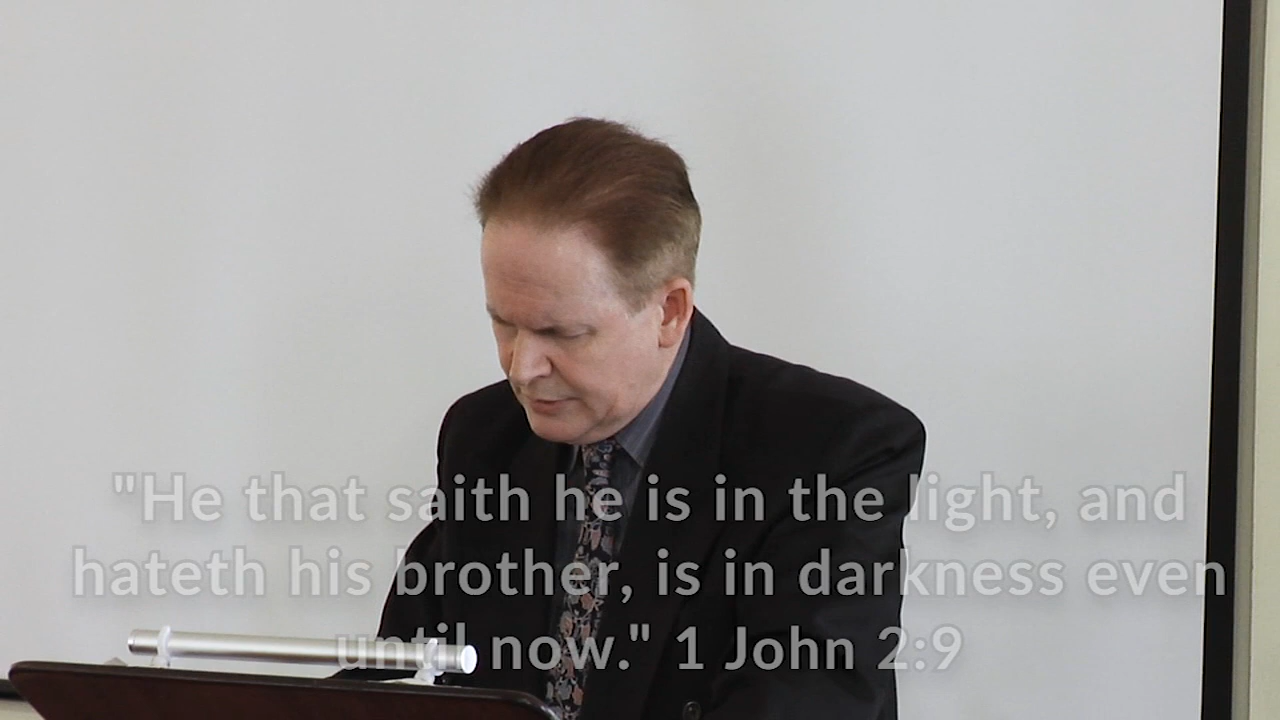 "He that saith he is in the light, and
hateth his brother, is in darkness even
until now." 1 John 2:9